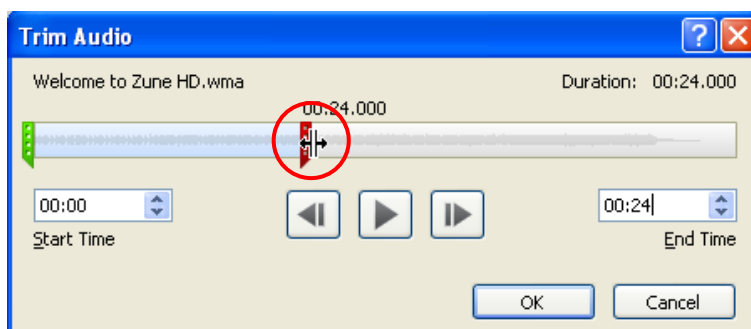 Trim Audio
Welcome to Zune HD.wma Duration: 00:24.000
00:24.000
00:00 00:24
Start Time End Time
OK Cancel